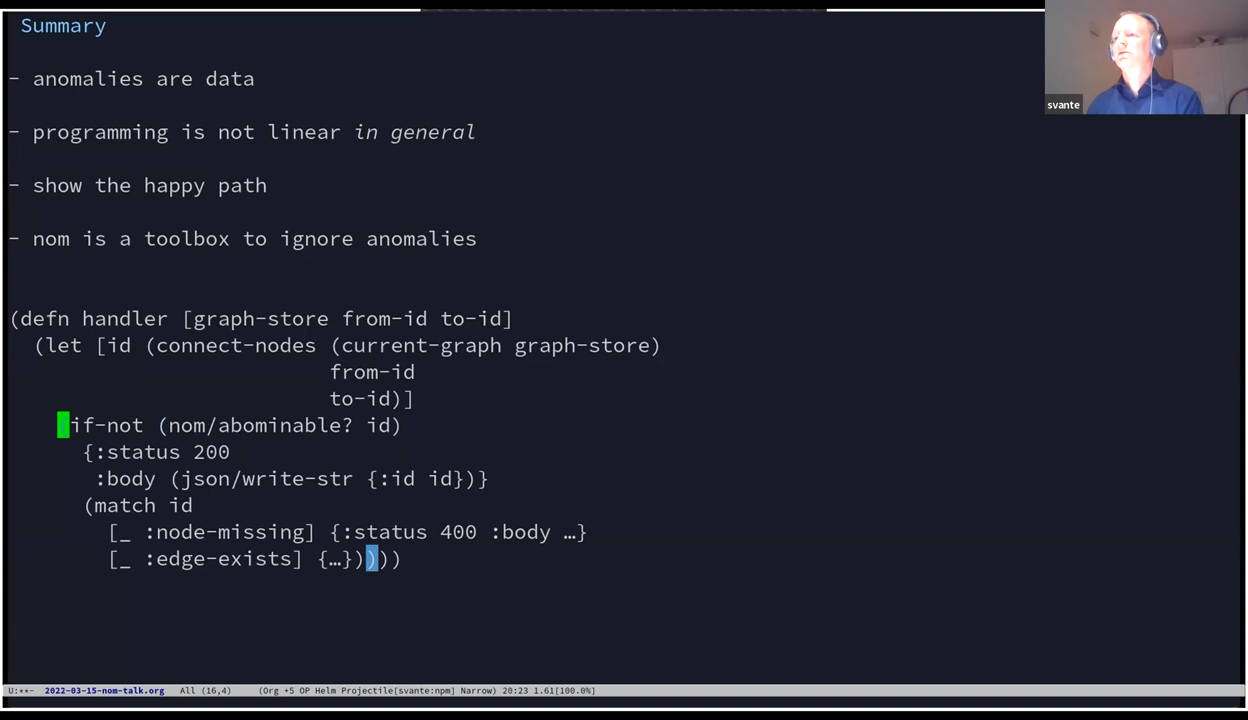 Summary
- anomalies are data
- programming is not linear in general
- show the happy path
- nom is a toolbox to ignore anomalies
(defn handler [graph-store from-id to-id]
(let [id (connect-nodes (current-graph graph-store)
from-id
to-id)]
(if-not (nom/abominable? id)
{:status 200
:body (json/write-str {:id id})}
(match id
[_ :node-missing] {:status 400 :body …}
[_ :edge-exists] {…}))))
svante
U:**- 2022-03-15-nom-talk.org All (16,4) (Org +5 OP Helm Projectile[svante:npm] Narrow) 20:23 1.61[100.0%]